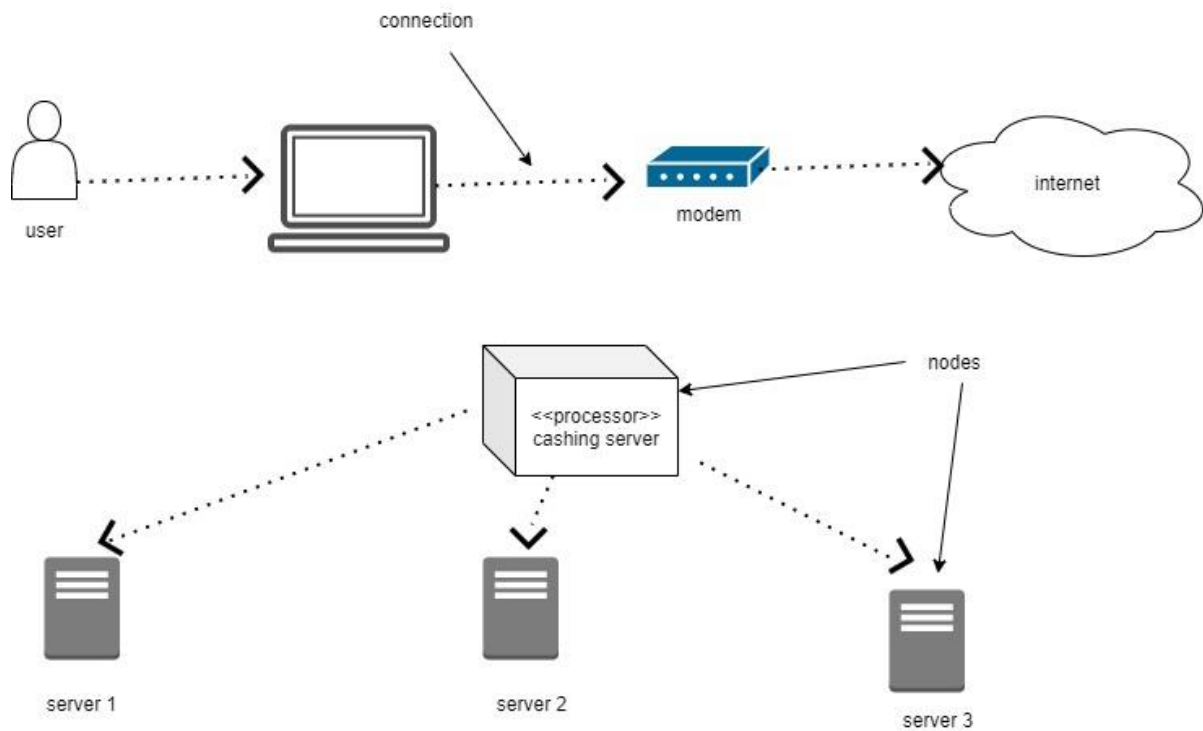 connection
user
modem
internet
nodes
<<processor>>
cashing server
server 1
server 2
server 3